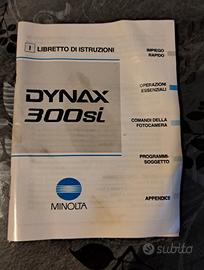 I LIBRETTO DI ISTRUZIONI
IMPIEGO
RAPIDO
DYNAX
300si
OPERAZIONI
ESSENZIALI
COMANDI DELLA
FOTOCAMERA
PROGRAMMI-
SOGGETTO
MINOLTA
APPENDICE
subito